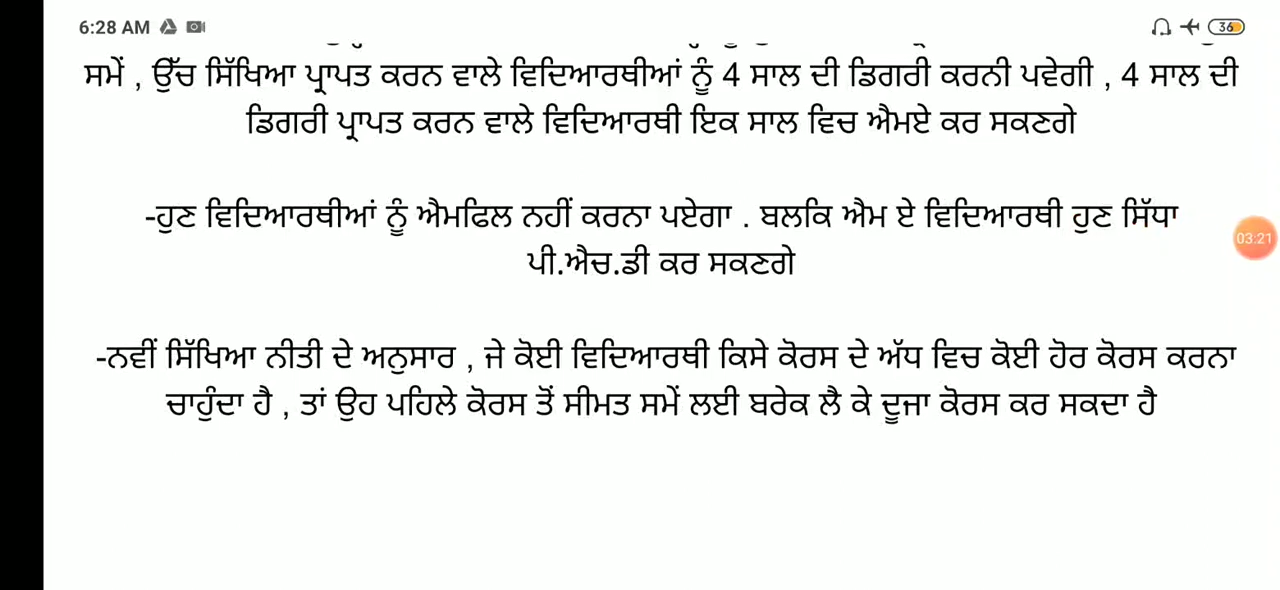 6:28 AM
36
ਸਮੇਂ , ਉੱਚ ਸਿੱਖਿਆ ਪ੍ਰਾਪਤ ਕਰਨ ਵਾਲੇ ਵਿਦਿਆਰਥੀਆਂ ਨੂੰ 4 ਸਾਲ ਦੀ ਡਿਗਰੀ ਕਰਨੀ ਪਵੇਗੀ , 4 ਸਾਲ ਦੀ
ਡਿਗਰੀ ਪ੍ਰਾਪਤ ਕਰਨ ਵਾਲੇ ਵਿਦਿਆਰਥੀ ਇਕ ਸਾਲ ਵਿਚ ਐਮਏ ਕਰ ਸਕਣਗੇ
-ਹੁਣ ਵਿਦਿਆਰਥੀਆਂ ਨੂੰ ਐਮਫਿਲ ਨਹੀਂ ਕਰਨਾ ਪਏਗਾ . ਬਲਕਿ ਐਮ ਏ ਵਿਦਿਆਰਥੀ ਹੁਣ ਸਿੱਧਾ
03:21
ਪੀ.ਐਚ.ਡੀ ਕਰ ਸਕਣਗੇ
-ਨਵੀਂ ਸਿੱਖਿਆ ਨੀਤੀ ਦੇ ਅਨੁਸਾਰ , ਜੇ ਕੋਈ ਵਿਦਿਆਰਥੀ ਕਿਸੇ ਕੋਰਸ ਦੇ ਅੱਧ ਵਿਚ ਕੋਈ ਹੋਰ ਕੋਰਸ ਕਰਨਾ
ਚਾਹੁੰਦਾ ਹੈ , ਤਾਂ ਉਹ ਪਹਿਲੇ ਕੋਰਸ ਤੋਂ ਸੀਮਤ ਸਮੇਂ ਲਈ ਬਰੇਕ ਲੈ ਕੇ ਦੂਜਾ ਕੋਰਸ ਕਰ ਸਕਦਾ ਹੈ